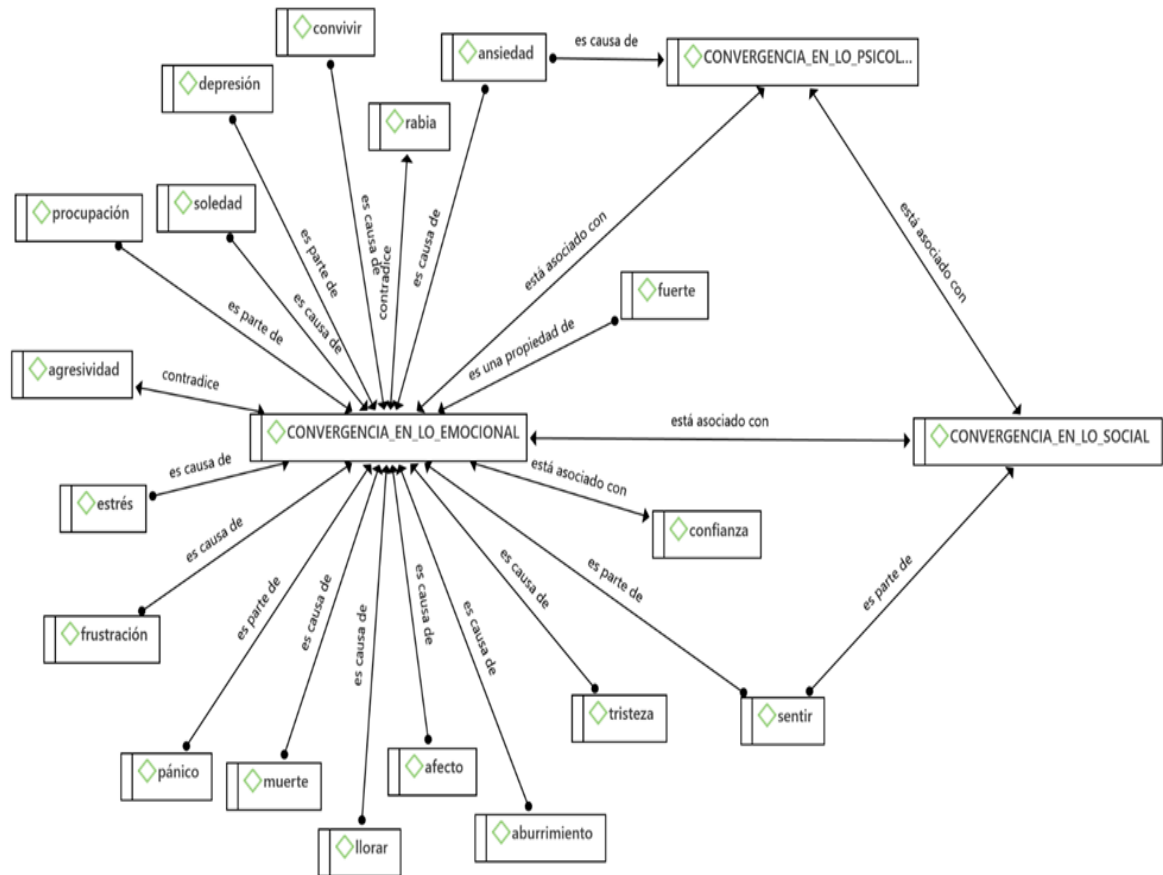 convivir
ansiedad
es causa de
CONVERGENCIA_EN_LO_PSICOL...
depresión
rabia
procupación
soledad
es parte de
es causa de
contradice
es causa de
está asociado con
está asociado con
fuerte
es parte de
es causa de
es una propiedad de
agresividad
contradice
CONVERGENCIA_EN_LO_EMOCIONAL
está asociado con
CONVERGENCIA_EN_LO_SOCIAL
es causa de
está asociado con
estrés
confianza
es causa de
es parte de
es causa de
es causa de
es causa de
es causa de
es causa de
es parte de
es parte de
frustración
tristeza
sentir
pánico
muerte
afecto
llorar
aburrimiento